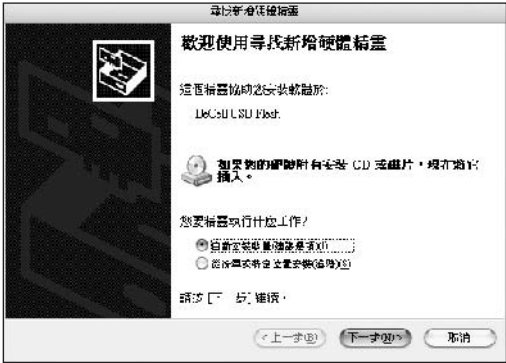 尋找新增硬體精靈
歡迎使用尋找新增硬體精靈
這個精靈協助您安裝軟體於:
USB Flash
如果您的硬體附有安裝 CD 或磁片,現在請將它
插入。
您要精靈執行什麼工作?
自動安裝軟體(建議選項)(I)
從清單或特定位置安裝(進階)(S)
請按 [下一步] 繼續。
<上一步(B) 下一步(N)> 取消